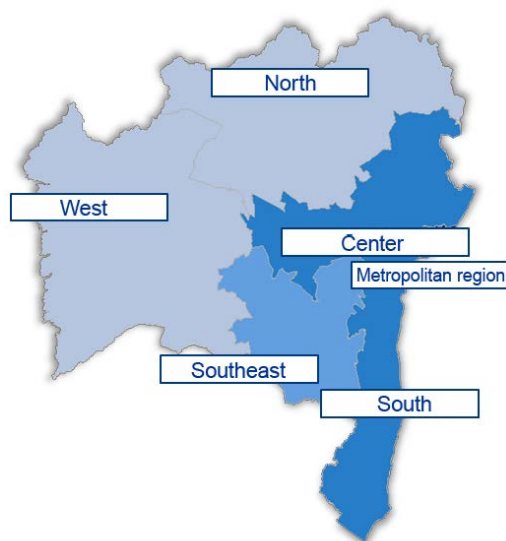 North
West
Center
Metropolitan region
Southeast
South